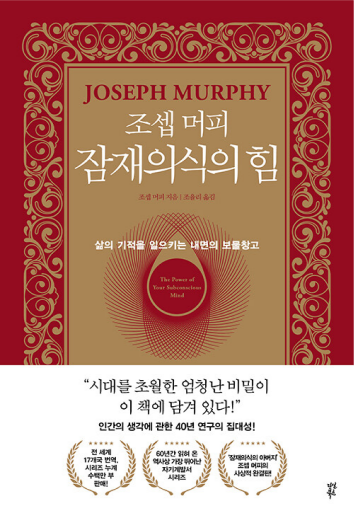 JOSEPH MURPHY
조셉 머피
잠재의식의 힘
조셉 머피 지음 | 조율리 옮김
삶의 기적을 일으키는 내면의 보물창고
The Power of
Your Subconscious
Mind
“시대를 초월한 엄청난 비밀이
이 책에 담겨 있다!”
인간의 생각에 관한 40년 연구의 집대성!
전 세계
17개국 번역,
시리즈 누계
수백만 부
판매!
60년간 읽혀 온
역사상 가장 뛰어난
자기계발서
시리즈
‘잠재의식의 아버지’
조셉 머피의
사상적 완결판!
다산
북스